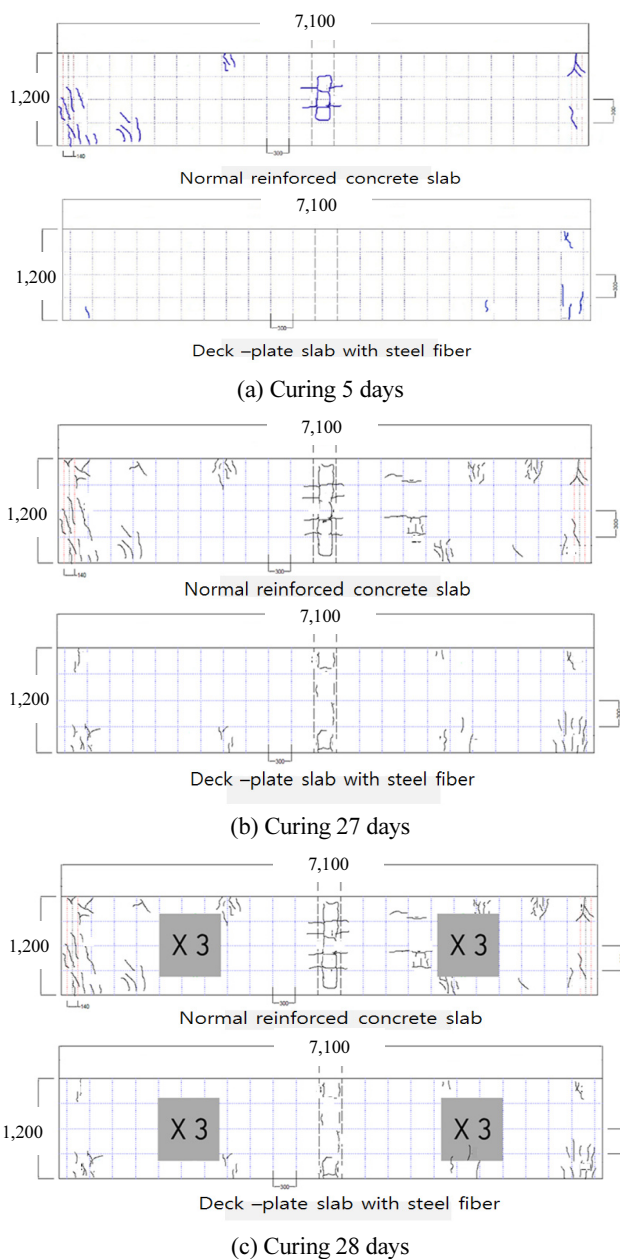 7,100
1,200
300
300
140
Normal reinforced concrete slab
7,100
1,200
300
300
Deck –plate slab with steel fiber
(a) Curing 5 days
7,100
1,200
300
300
140
Normal reinforced concrete slab
7,100
1,200
300
300
Deck –plate slab with steel fiber
(b) Curing 27 days
7,100
X 3
X 3
1,200
300
140
Normal reinforced concrete slab
7,100
X 3
X 3
1,200
300
Deck –plate slab with steel fiber
(c) Curing 28 days